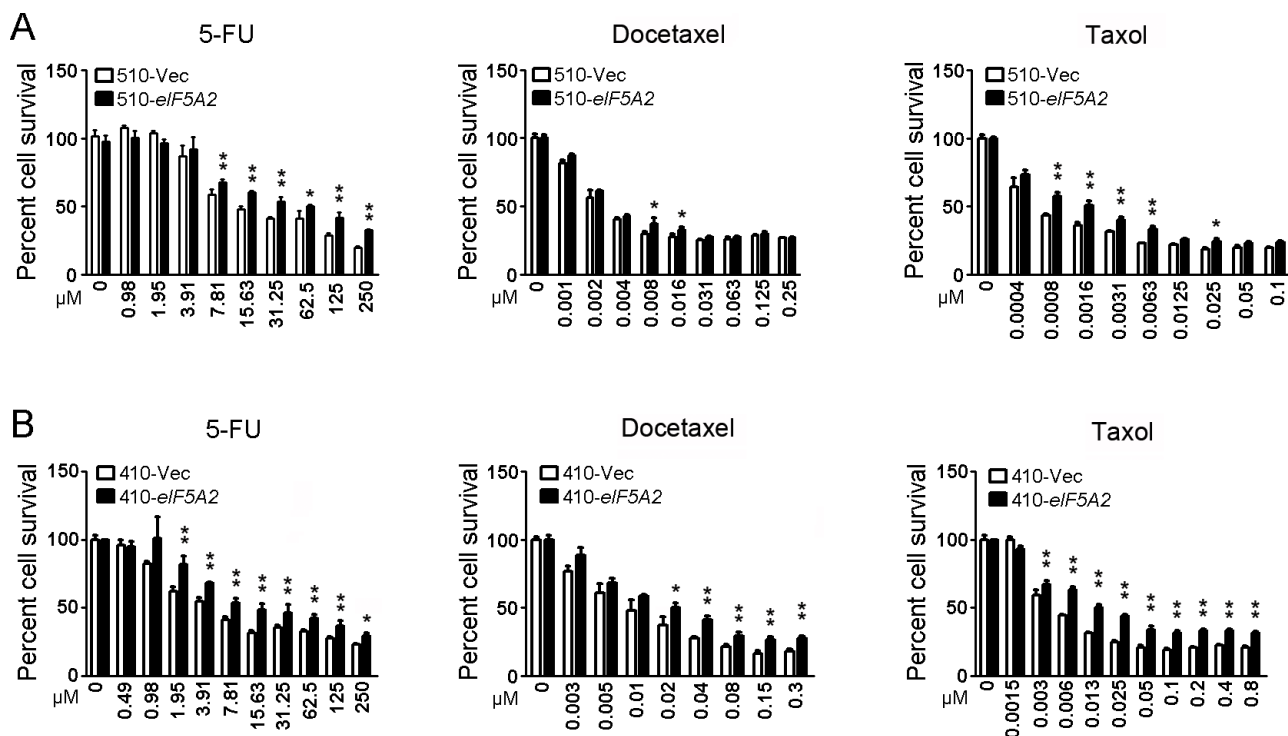 A
5-FU
Docetaxel
Taxol
Percent cell survival
150
100
50
0
510-Vec
510-eIF5A2
** ** ** * ** **
µM
0 0.98 1.95 3.91 7.81 15.63 31.25 62.5 125 250
Percent cell survival
150
100
50
0
510-Vec
510-eIF5A2
* *
µM
0 0.001 0.002 0.004 0.008 0.016 0.031 0.063 0.125 0.25
Percent cell survival
150
100
50
0
510-Vec
510-eIF5A2
** ** ** ** *
µM
0 0.0004 0.0008 0.0016 0.0031 0.0063 0.0125 0.025 0.05 0.1
B
5-FU
Docetaxel
Taxol
Percent cell survival
150
100
50
0
410-Vec
410-eIF5A2
** ** ** ** ** ** ** *
µM
0 0.49 0.98 1.95 3.91 7.81 15.63 31.25 62.5 125 250
Percent cell survival
150
100
50
0
410-Vec
410-eIF5A2
* ** ** ** **
µM
0 0.003 0.005 0.01 0.02 0.04 0.08 0.15 0.3
Percent cell survival
150
100
50
0
410-Vec
410-eIF5A2
** ** ** ** ** ** ** ** **
µM
0 0.0015 0.003 0.006 0.013 0.025 0.05 0.1 0.2 0.4 0.8